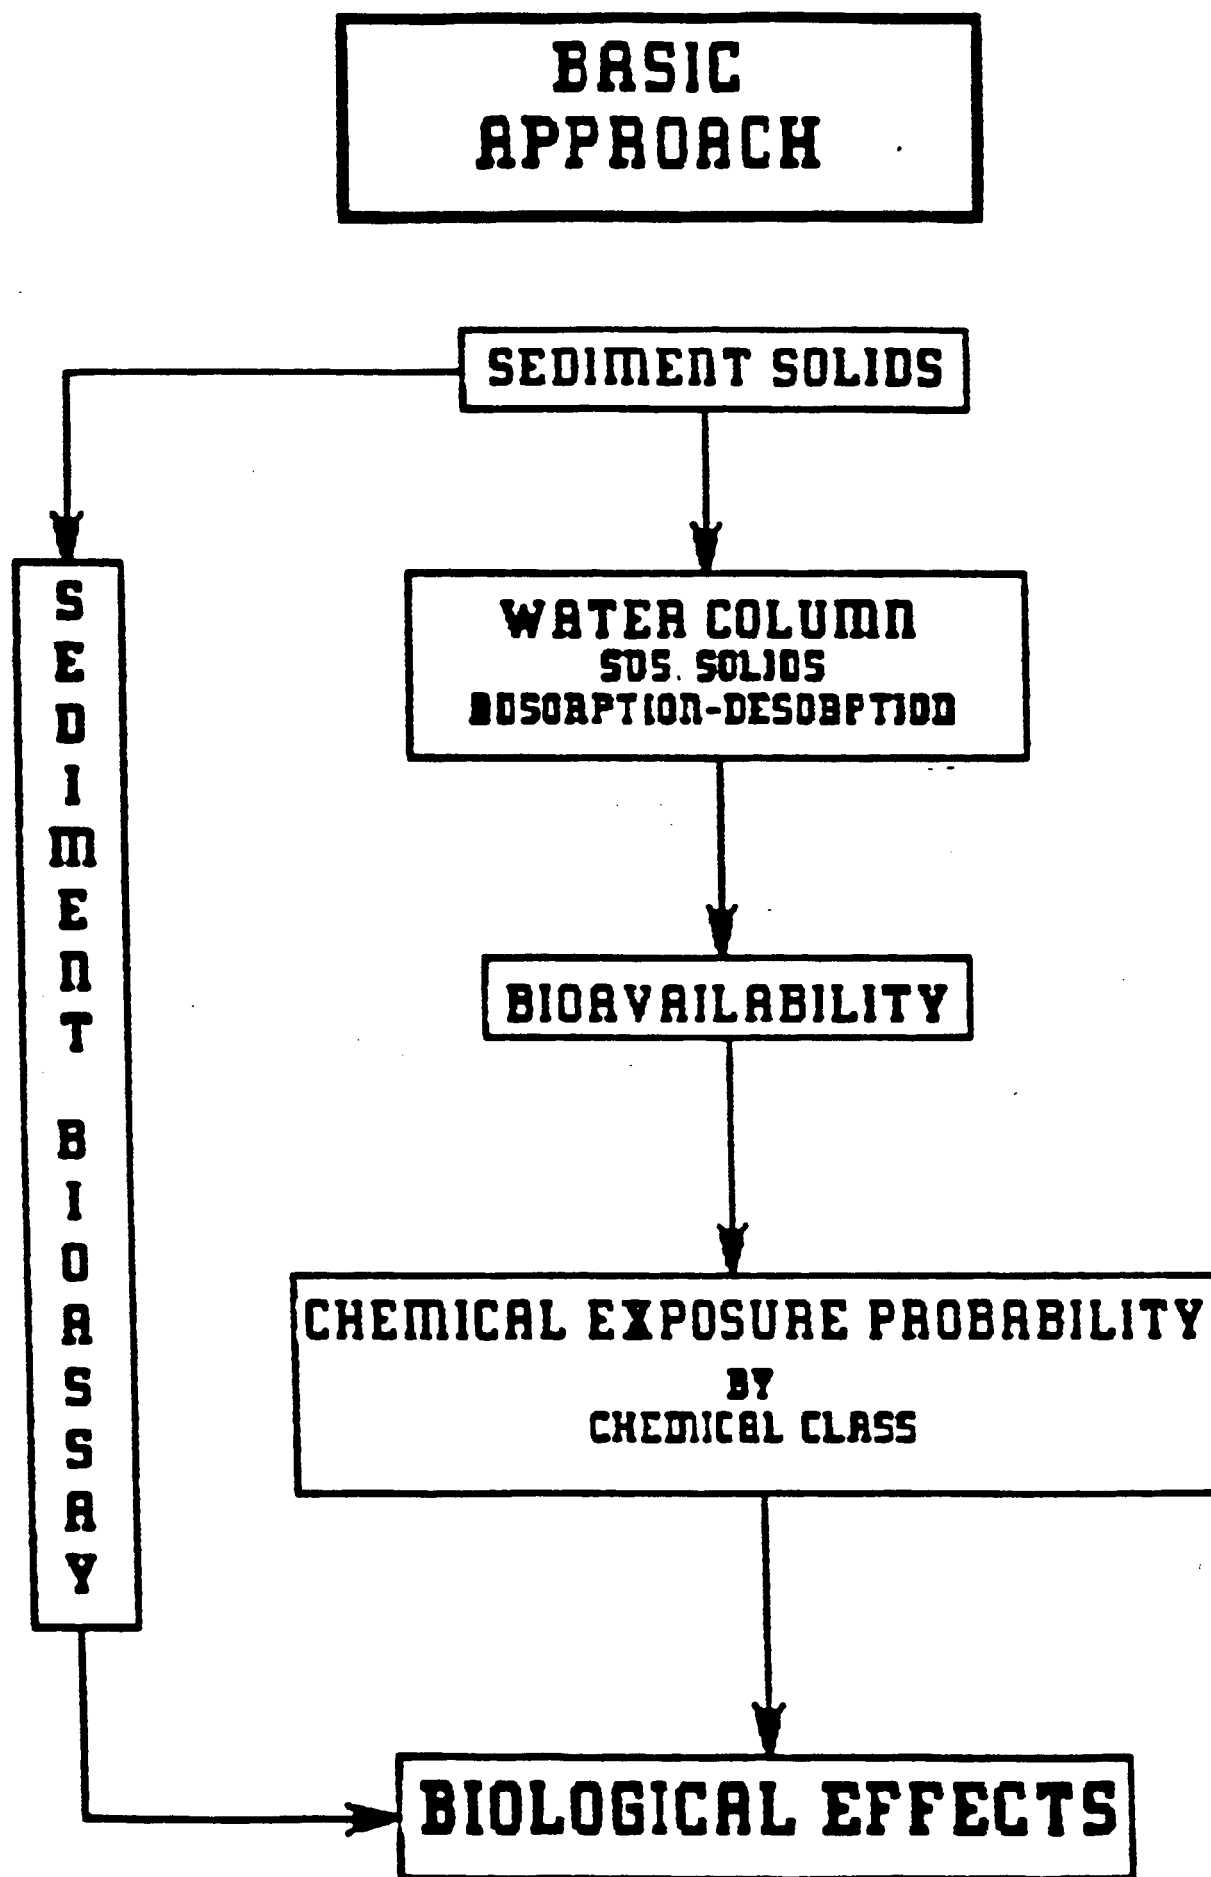 BASIC
APPROACH
SEDIMENT SOLIDS
WATER COLUMN
SUS. SOLIDS
ADSORPTION-DESORPTION
BIOAVAILABILITY
CHEMICAL EXPOSURE PROBABILITY
BY
CHEMICAL CLASS
SEDIMENT BIOASSAY
BIOLOGICAL EFFECTS